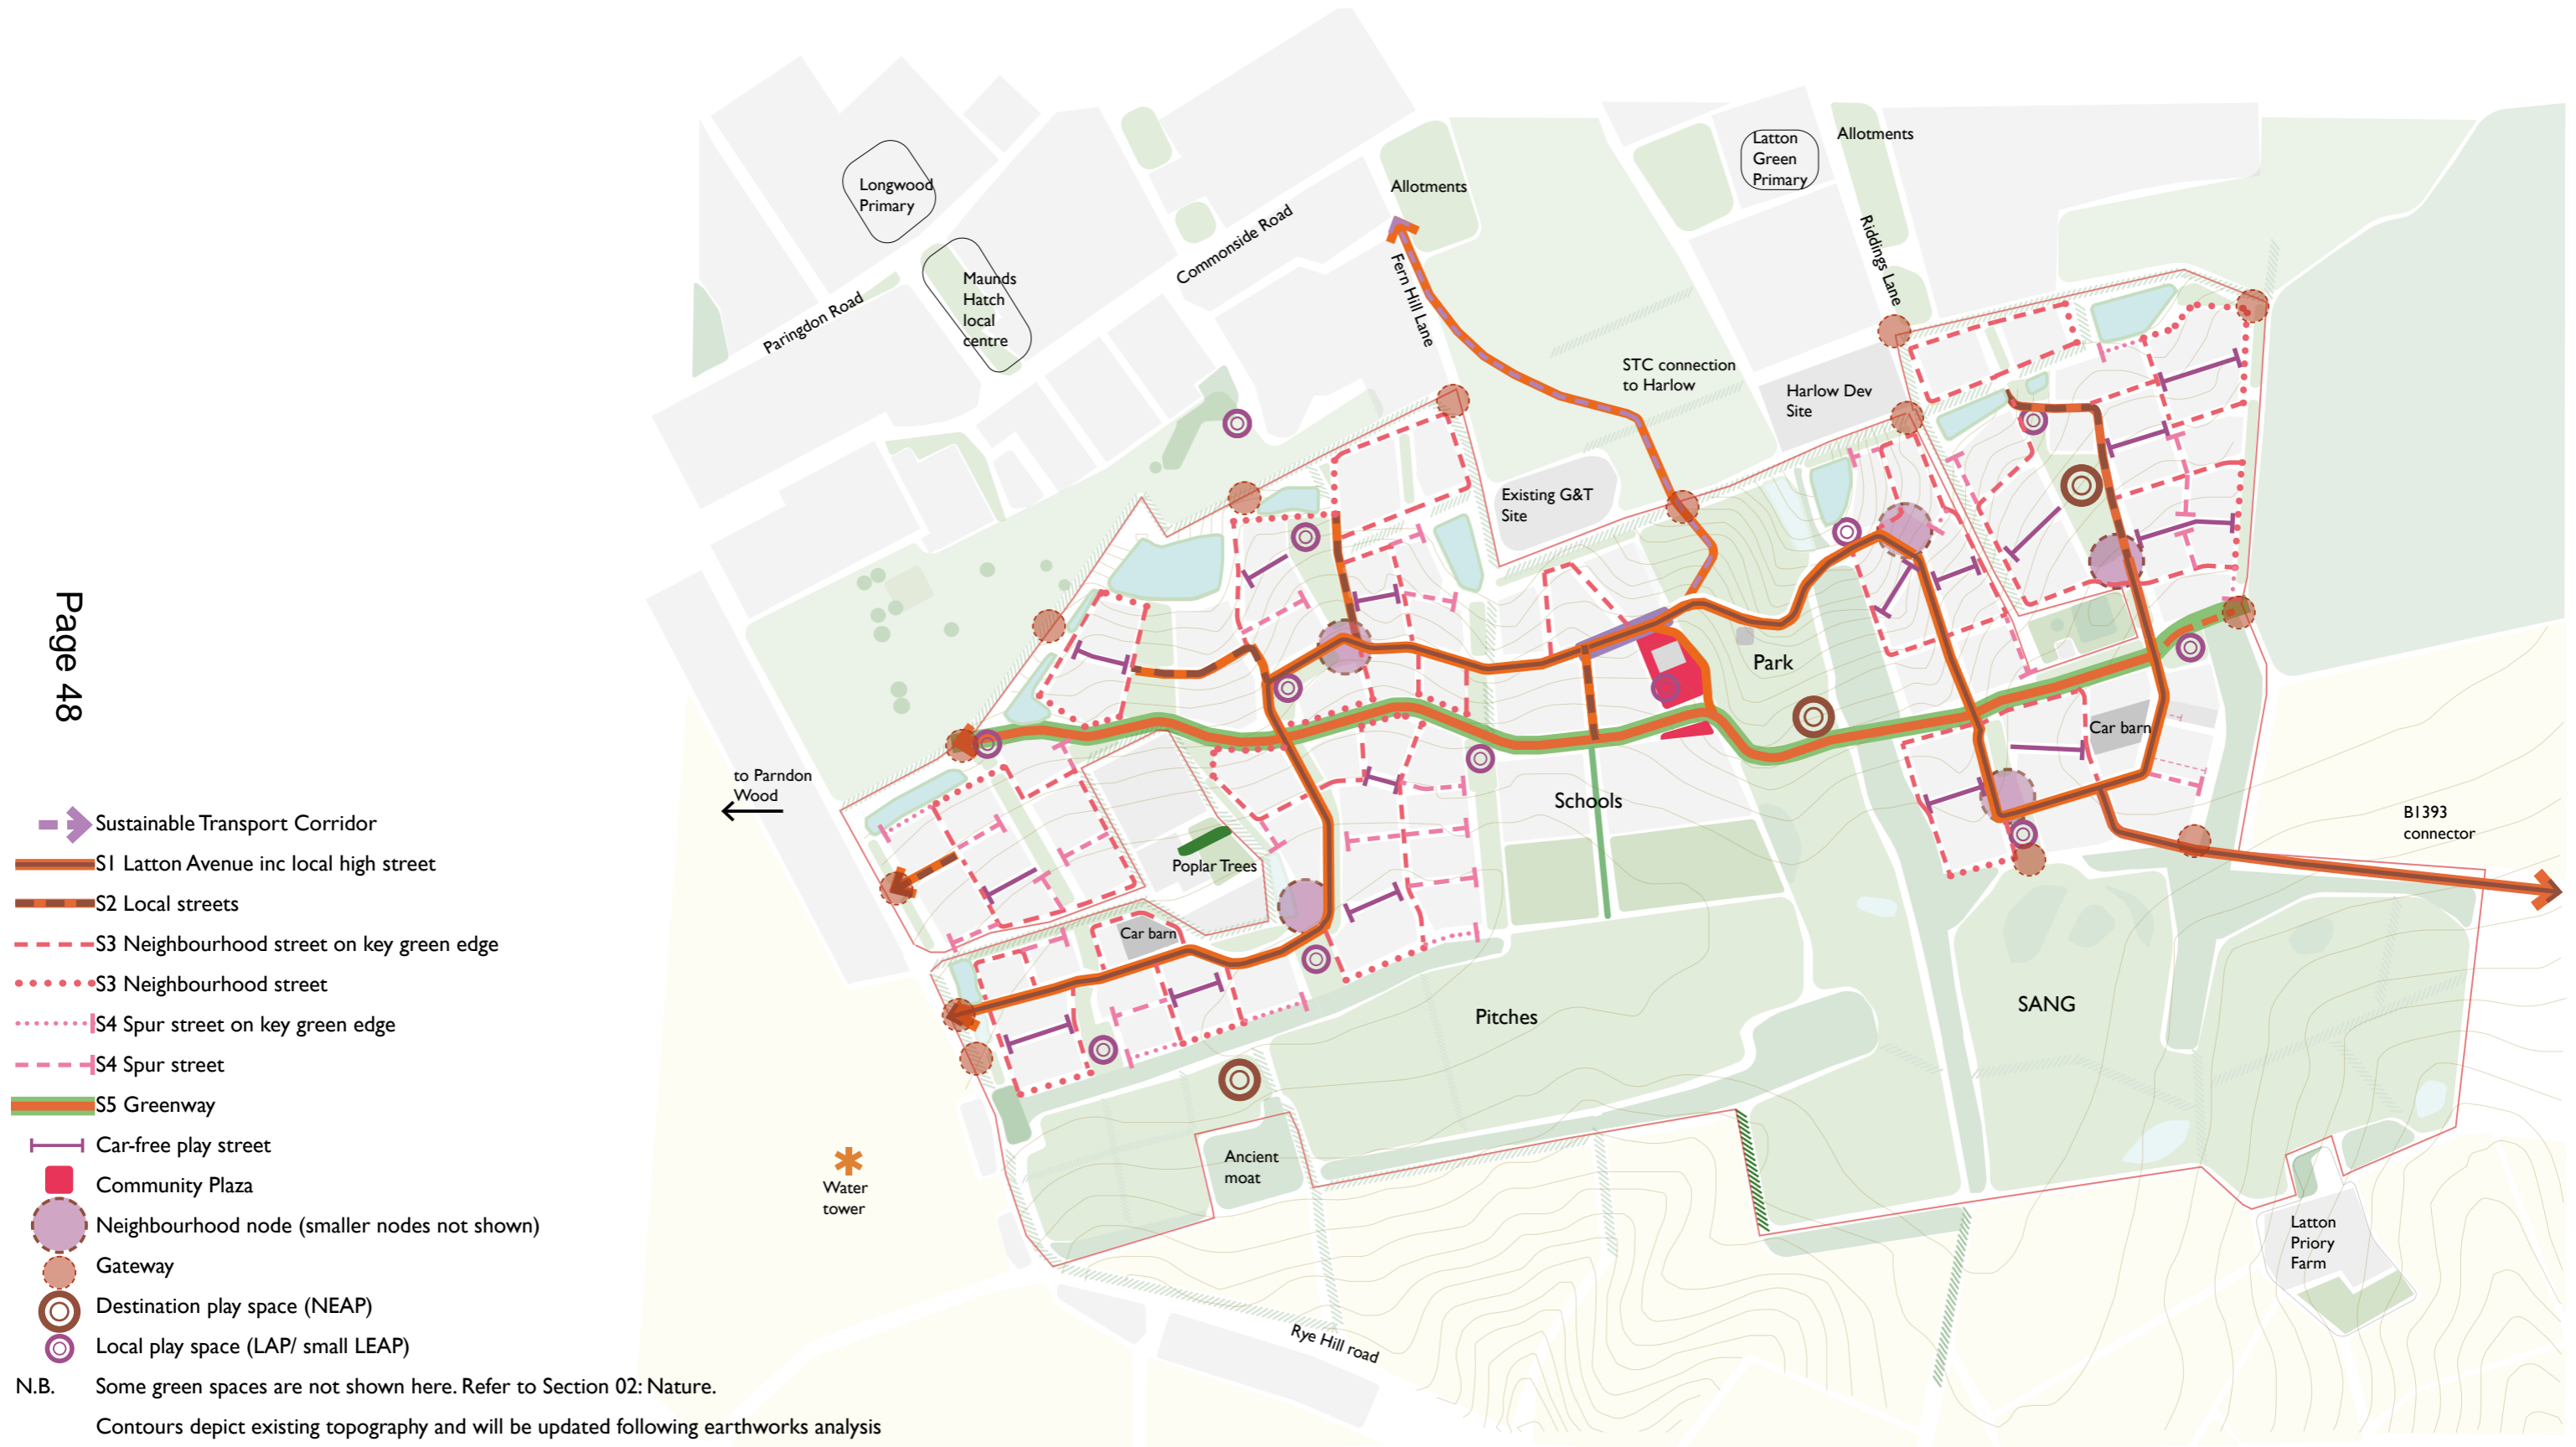 Page 48
Sustainable Transport Corridor
S1 Latton Avenue inc local high street
S2 Local streets
S3 Neighbourhood street on key green edge
S3 Neighbourhood street
S4 Spur street on key green edge
S4 Spur street
S5 Greenway
Car-free play street
Community Plaza
Neighbourhood node (smaller nodes not shown)
Gateway
Destination play space (NEAP)
Local play space (LAP/ small LEAP)
N.B. Some green spaces are not shown here. Refer to Section 02: Nature.
Contours depict existing topography and will be updated following earthworks analysis
Longwood
Primary
Maunds
Hatch
local
centre
Paringdon Road
Commonside Road
Allotments
Fern Hill Lane
Latton
Green
Primary
Allotments
Riddings Lane
STC connection
to Harlow
Harlow Dev
Site
Existing G&T
Site
Park
to Parndon
Wood
Poplar Trees
Car barn
Schools
Car barn
B1393
connector
Pitches
SANG
Ancient
moat
Water
tower
Latton
Priory
Farm
Rye Hill road